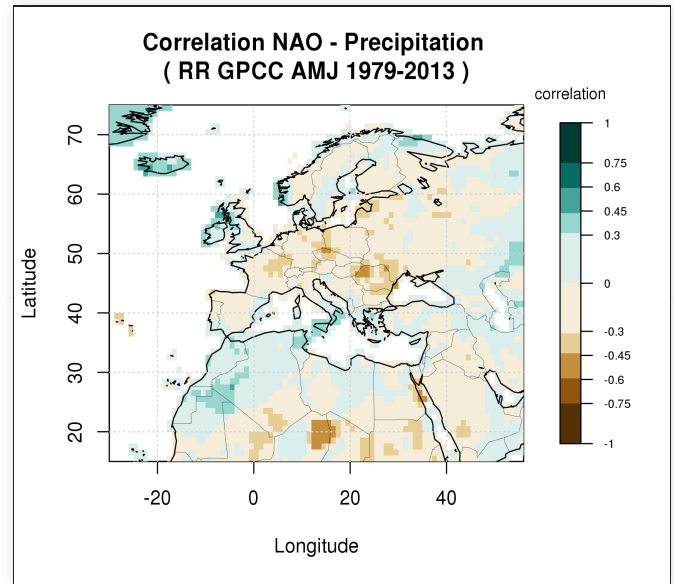 Correlation NAO - Precipitation
( RR GPCC AMJ 1979-2013 )
correlation
1
0.75
0.6
0.45
0.3
0
-0.3
-0.45
-0.6
-0.75
-1
Latitude
70
60
50
40
30
20
-20 0 20 40
Longitude